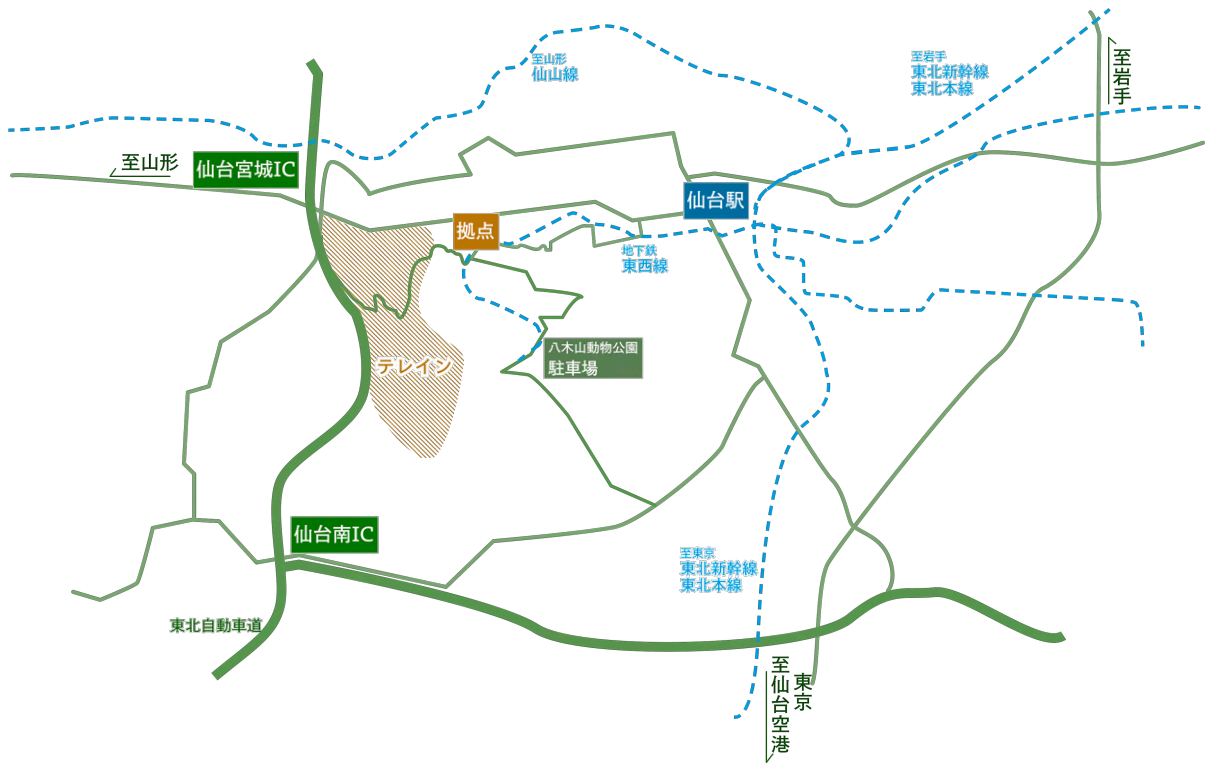 至山形
仙山線
至岩手
東北新幹線
東北本線
至岩手
至山形
仙台宮城IC
仙台駅
拠点
地下鉄
東西線
八木山動物公園
駐車場
テレイン
仙台南IC
至東京
東北新幹線
東北本線
東北自動車道
東京
至仙台空港